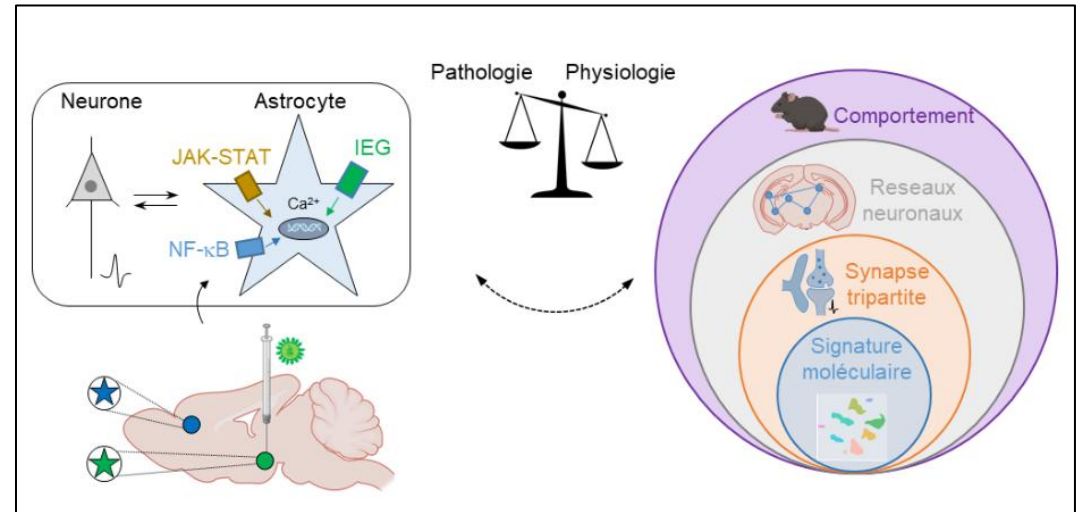 Pathologie Physiologie
Neurone
Astrocyte
JAK-STAT
IEG
Ca²⁺
NF-κB
Comportement
Reseaux
neuronaux
Synapse
tripartite
Signature
moléculaire